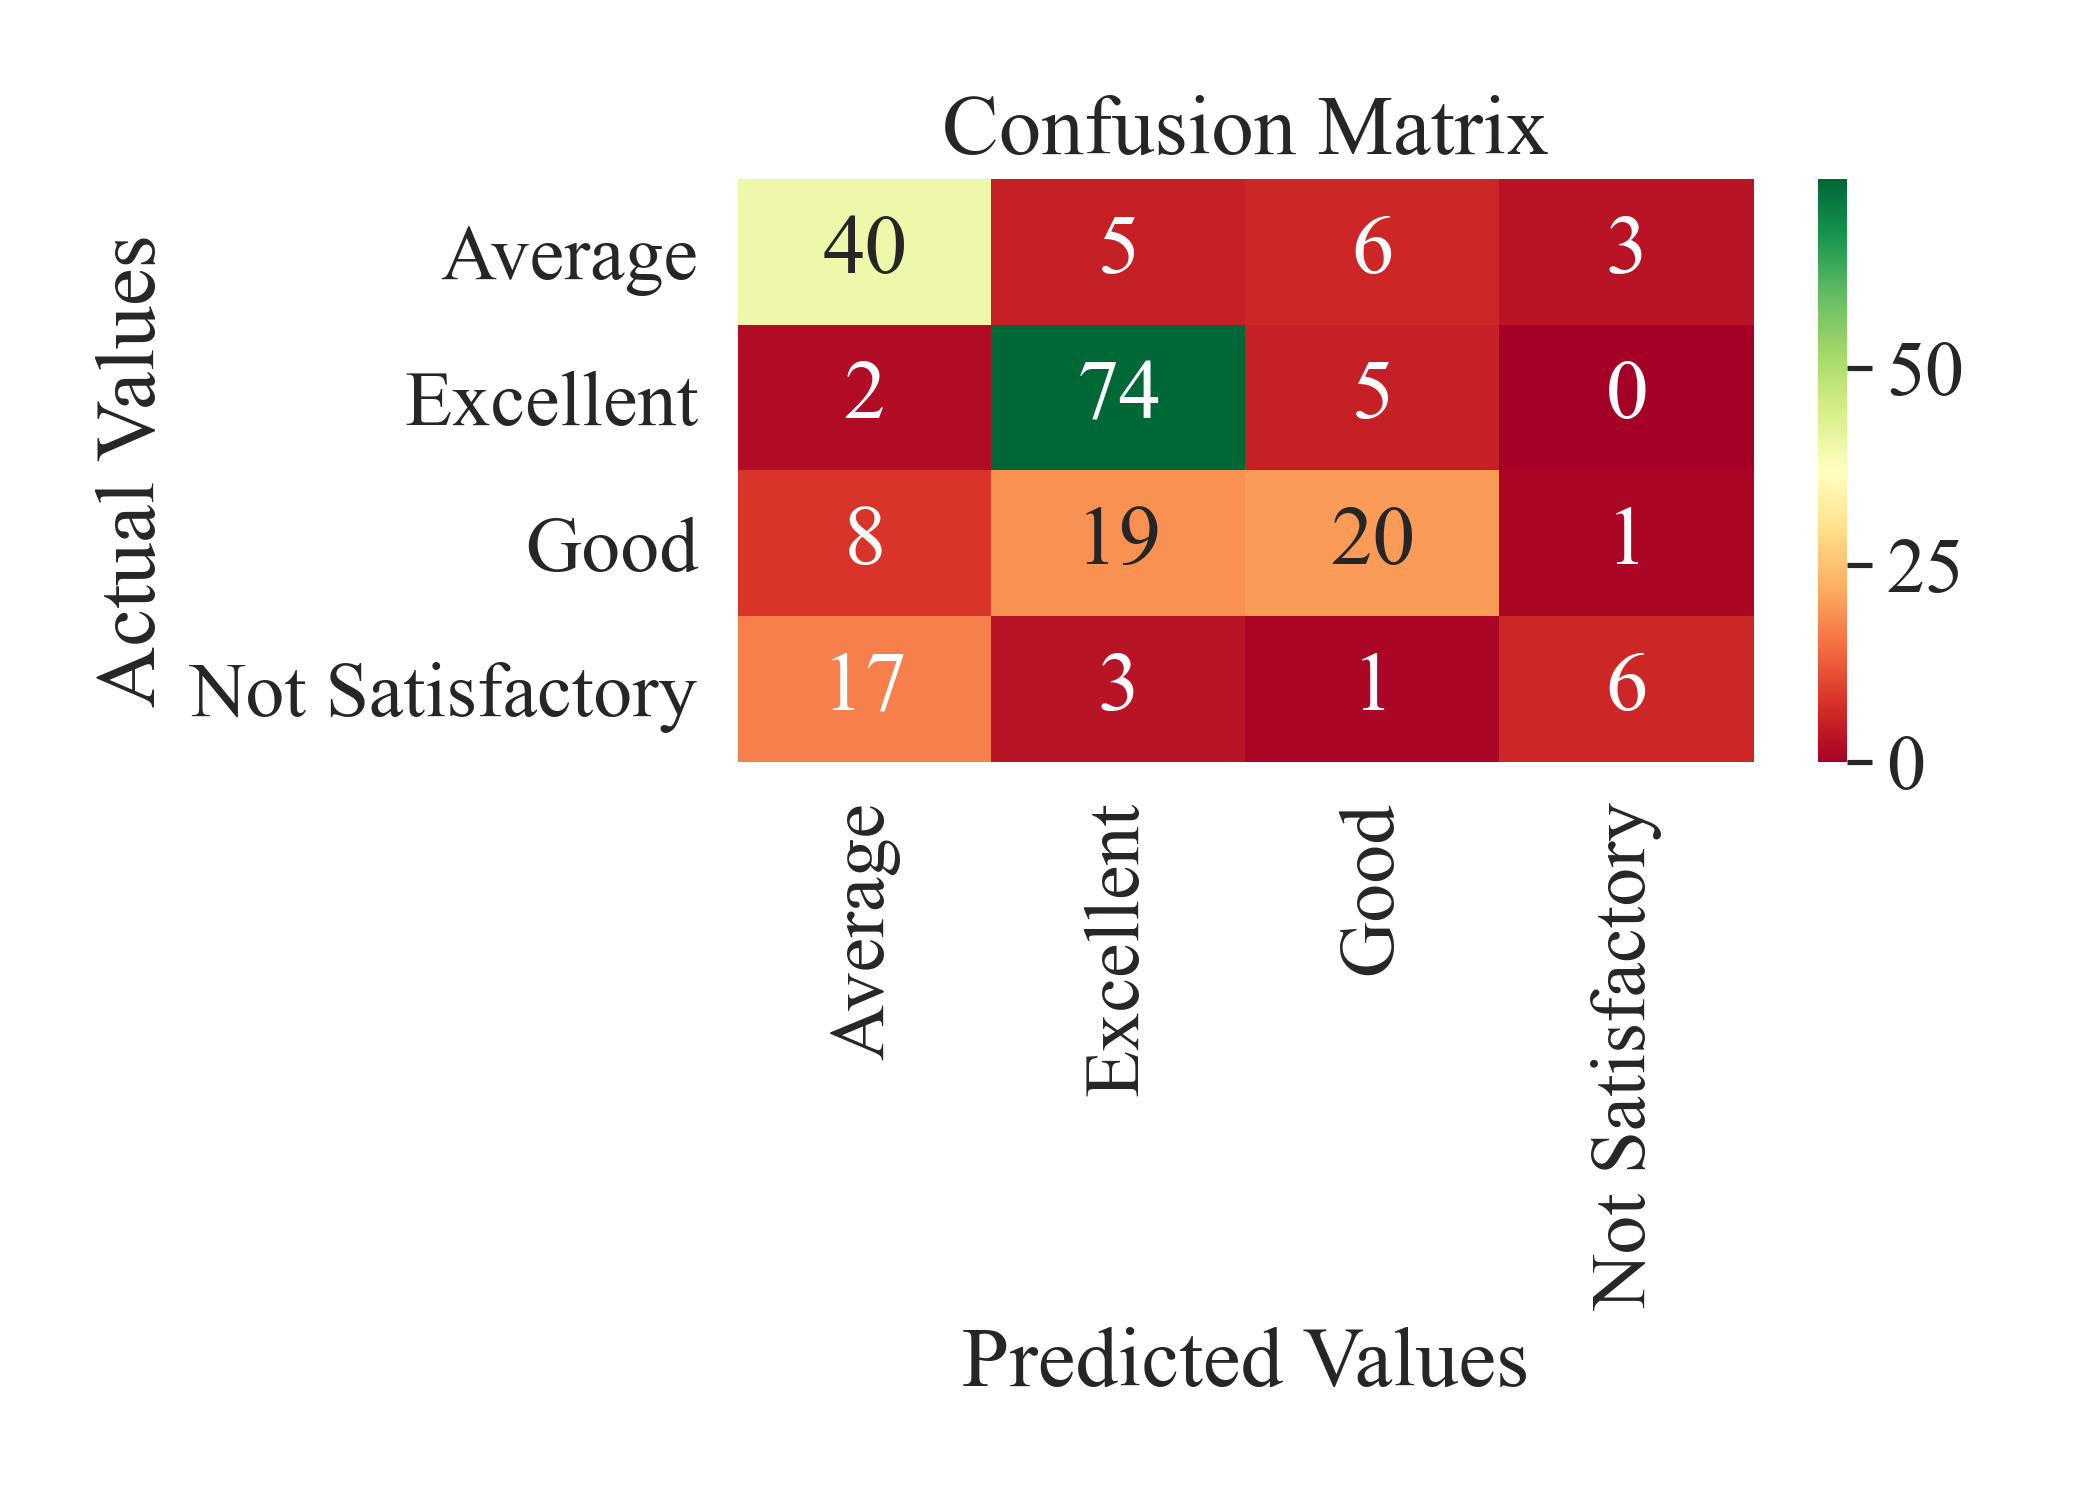 Confusion Matrix
Actual Values
Average 40 5 6 3
Excellent 2 74 5 0
Good 8 19 20 1
Not Satisfactory 17 3 1 6
50
25
0
Average
Excellent
Good
Not Satisfactory
Predicted Values